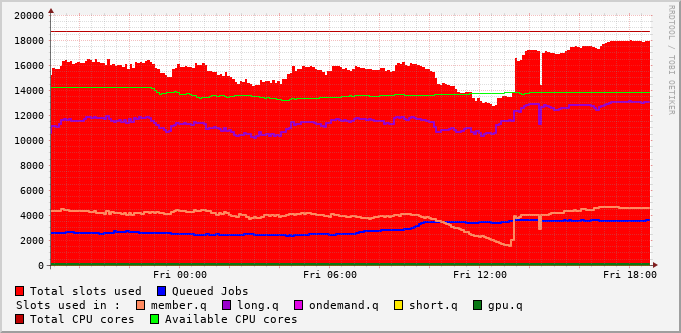 20000
18000
16000
14000
12000
10000
8000
6000
4000
2000
0
Fri 00:00 Fri 06:00 Fri 12:00 Fri 18:00
RRDTOOL / TOBI OETIKER
Total slots used Queued Jobs
Slots used in : member.q long.q ondemand.q short.q gpu.q
Total CPU cores Available CPU cores